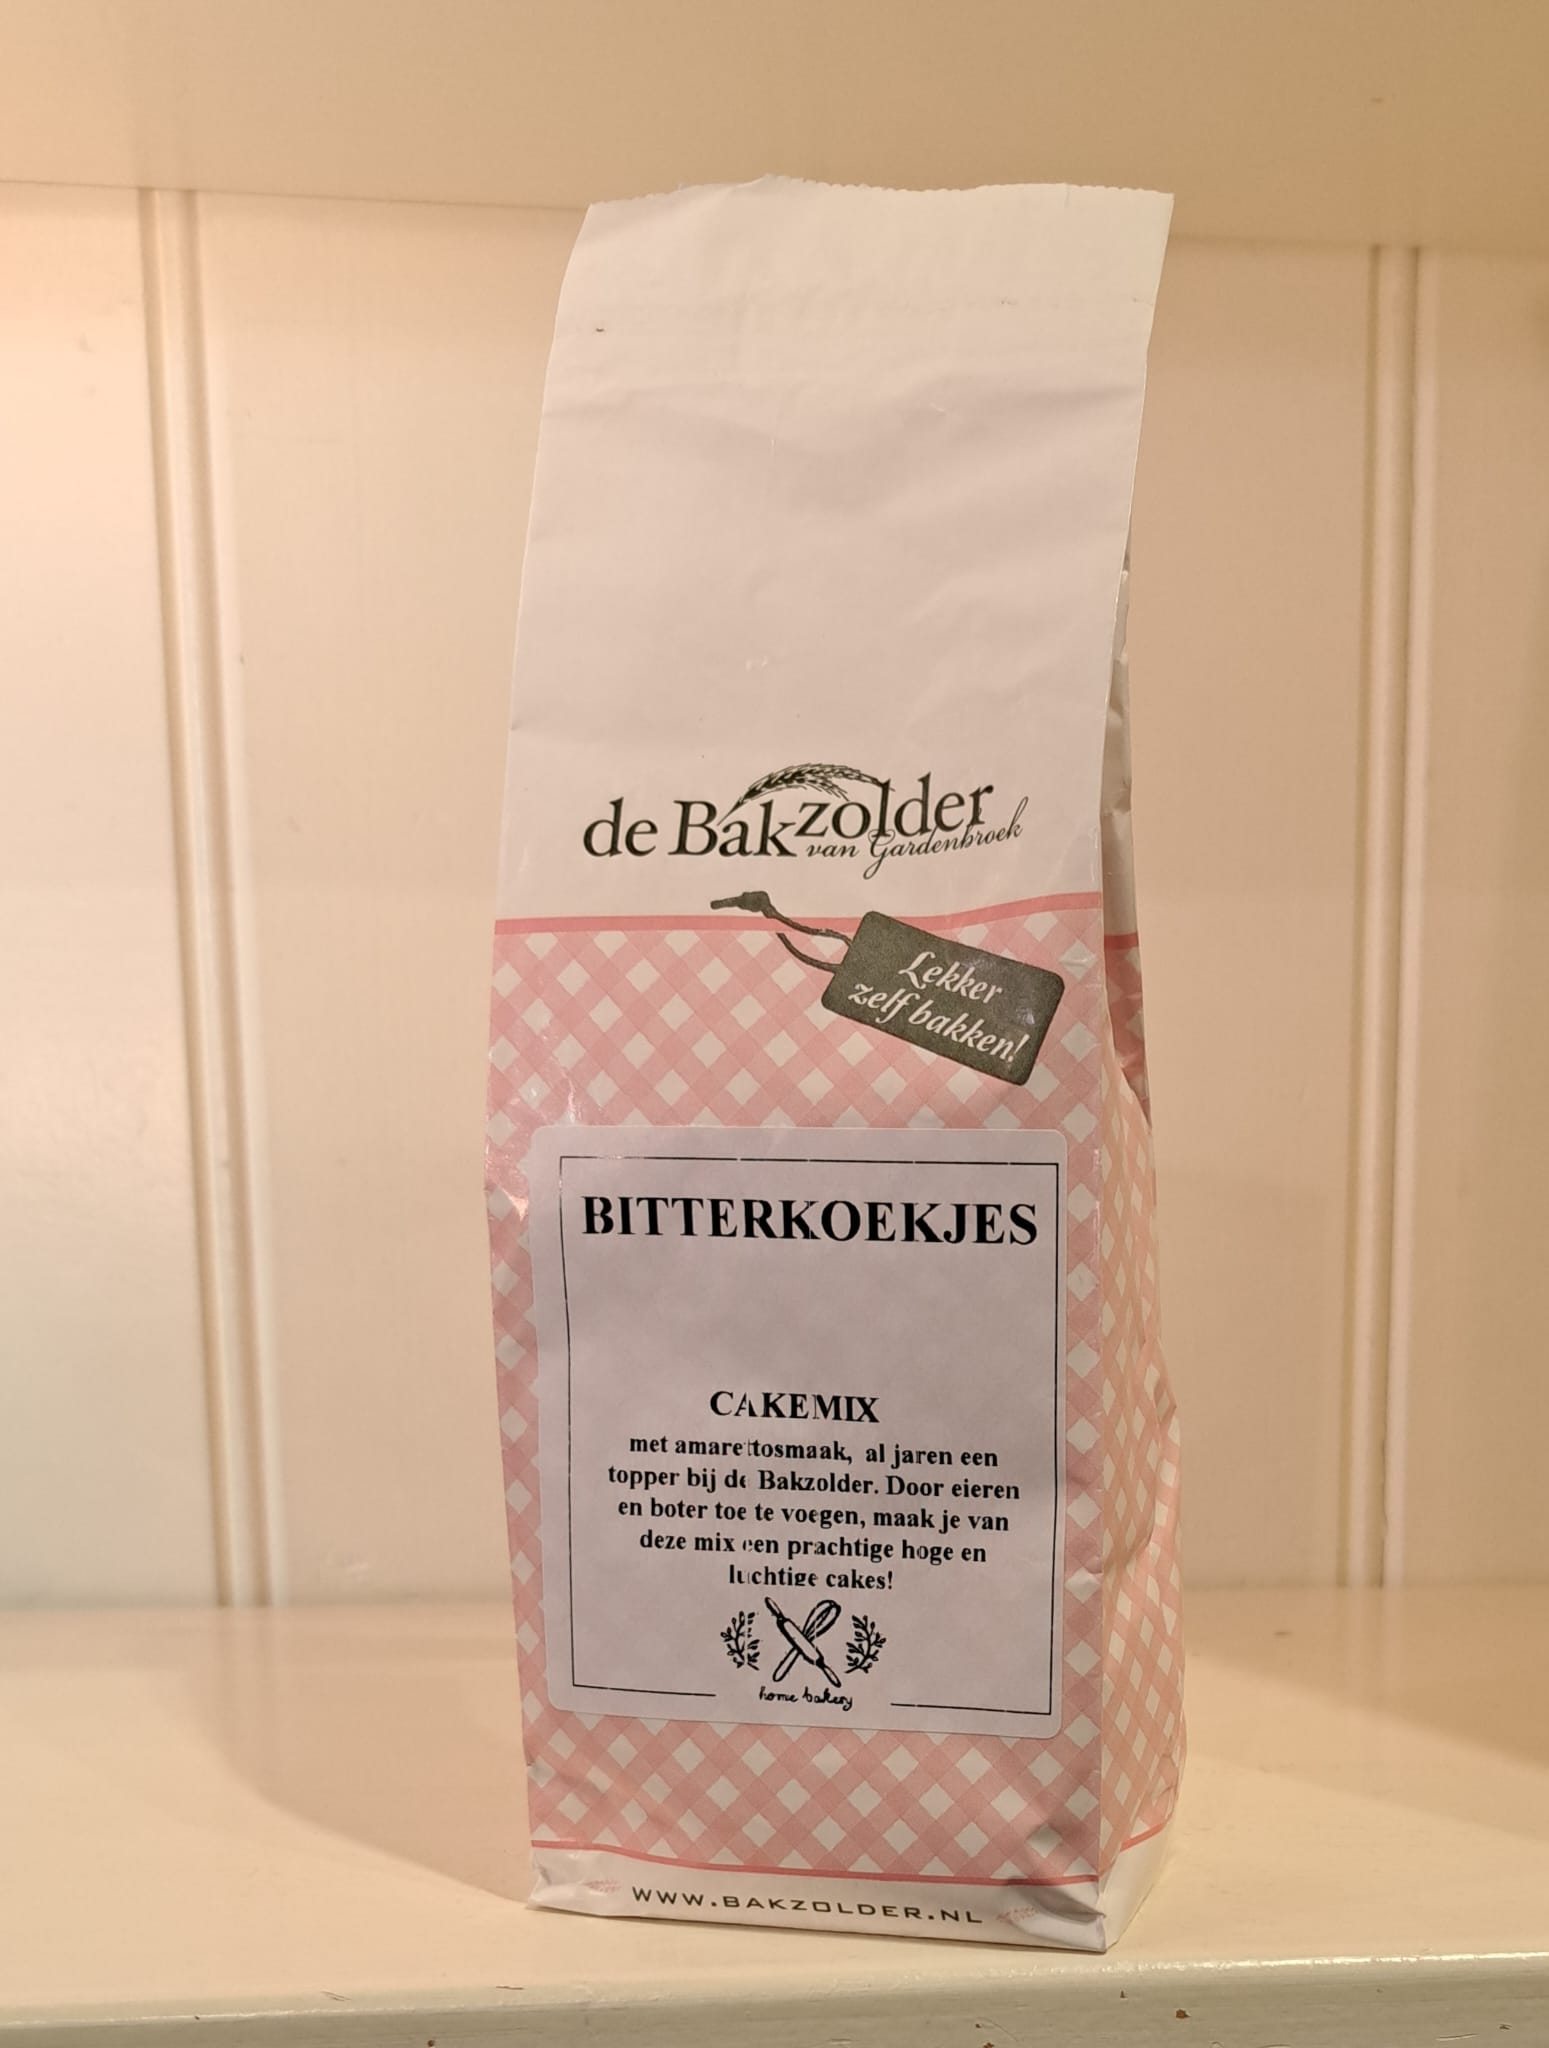 de Bakzolder
van Gardenbroek
Lekker
zelf bakken!
BITTERKOEKJES
CAKEMIX
met amarettosmaak, al jaren een
topper bij de Bakzolder. Door eieren
en boter toe te voegen, maak je van
deze mix een prachtige hoge en
luchtige cakes!
home bakery
WWW.BAKZOLDER.NL